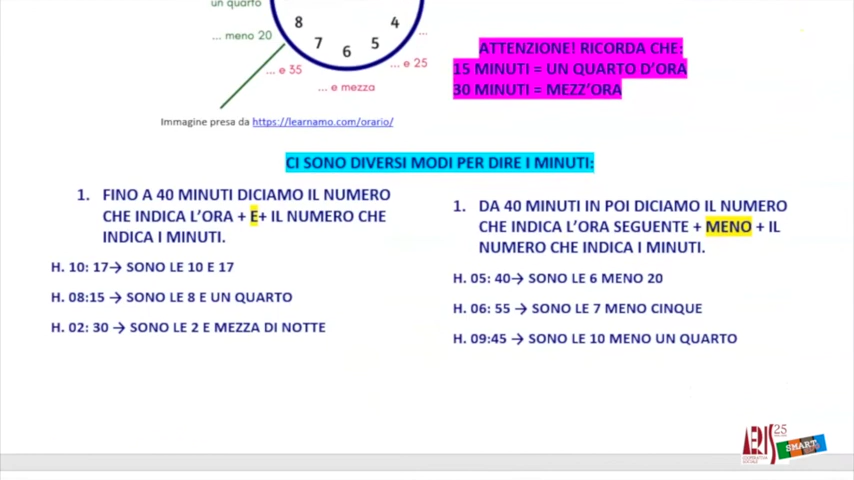 un quarto
8
4
... meno 20
7
5
...
6
... e 35
... e 25
... e mezza
ATTENZIONE! RICORDA CHE:
15 MINUTI = UN QUARTO D'ORA
30 MINUTI = MEZZ'ORA
Immagine presa da https://learnamo.com/orario/
CI SONO DIVERSI MODI PER DIRE I MINUTI:
1. FINO A 40 MINUTI DICIAMO IL NUMERO
CHE INDICA L'ORA + E+ IL NUMERO CHE
INDICA I MINUTI.
H. 10: 17→ SONO LE 10 E 17
H. 08:15 → SONO LE 8 E UN QUARTO
H. 02: 30 → SONO LE 2 E MEZZA DI NOTTE
1. DA 40 MINUTI IN POI DICIAMO IL NUMERO
CHE INDICA L'ORA SEGUENTE + MENO + IL
NUMERO CHE INDICA I MINUTI.
H. 05: 40→ SONO LE 6 MENO 20
H. 06: 55 → SONO LE 7 MENO CINQUE
H. 09:45 → SONO LE 10 MENO UN QUARTO
AERIS 25
COOPERATIVA
SOCIALE
SMART